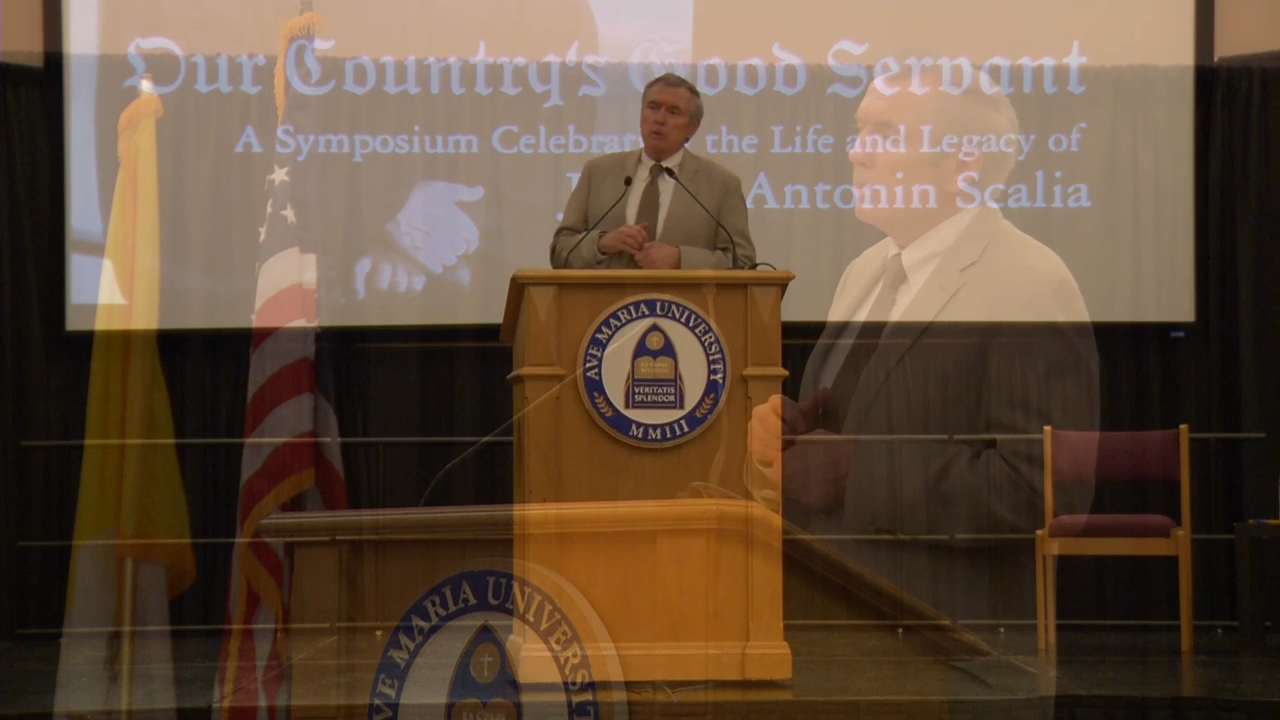 Our Country's Good Servant
A Symposium Celebrat the Life and Legacy of
Antonin Scalia
AVE MARIA UNIVERSITY
VERITATIS
SPLENDOR
MMIII
AVE MARIA UNIVERS